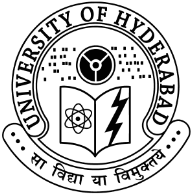 UNIVERSITY OF HYDERABAD
सा विद्या या विमुक्तये